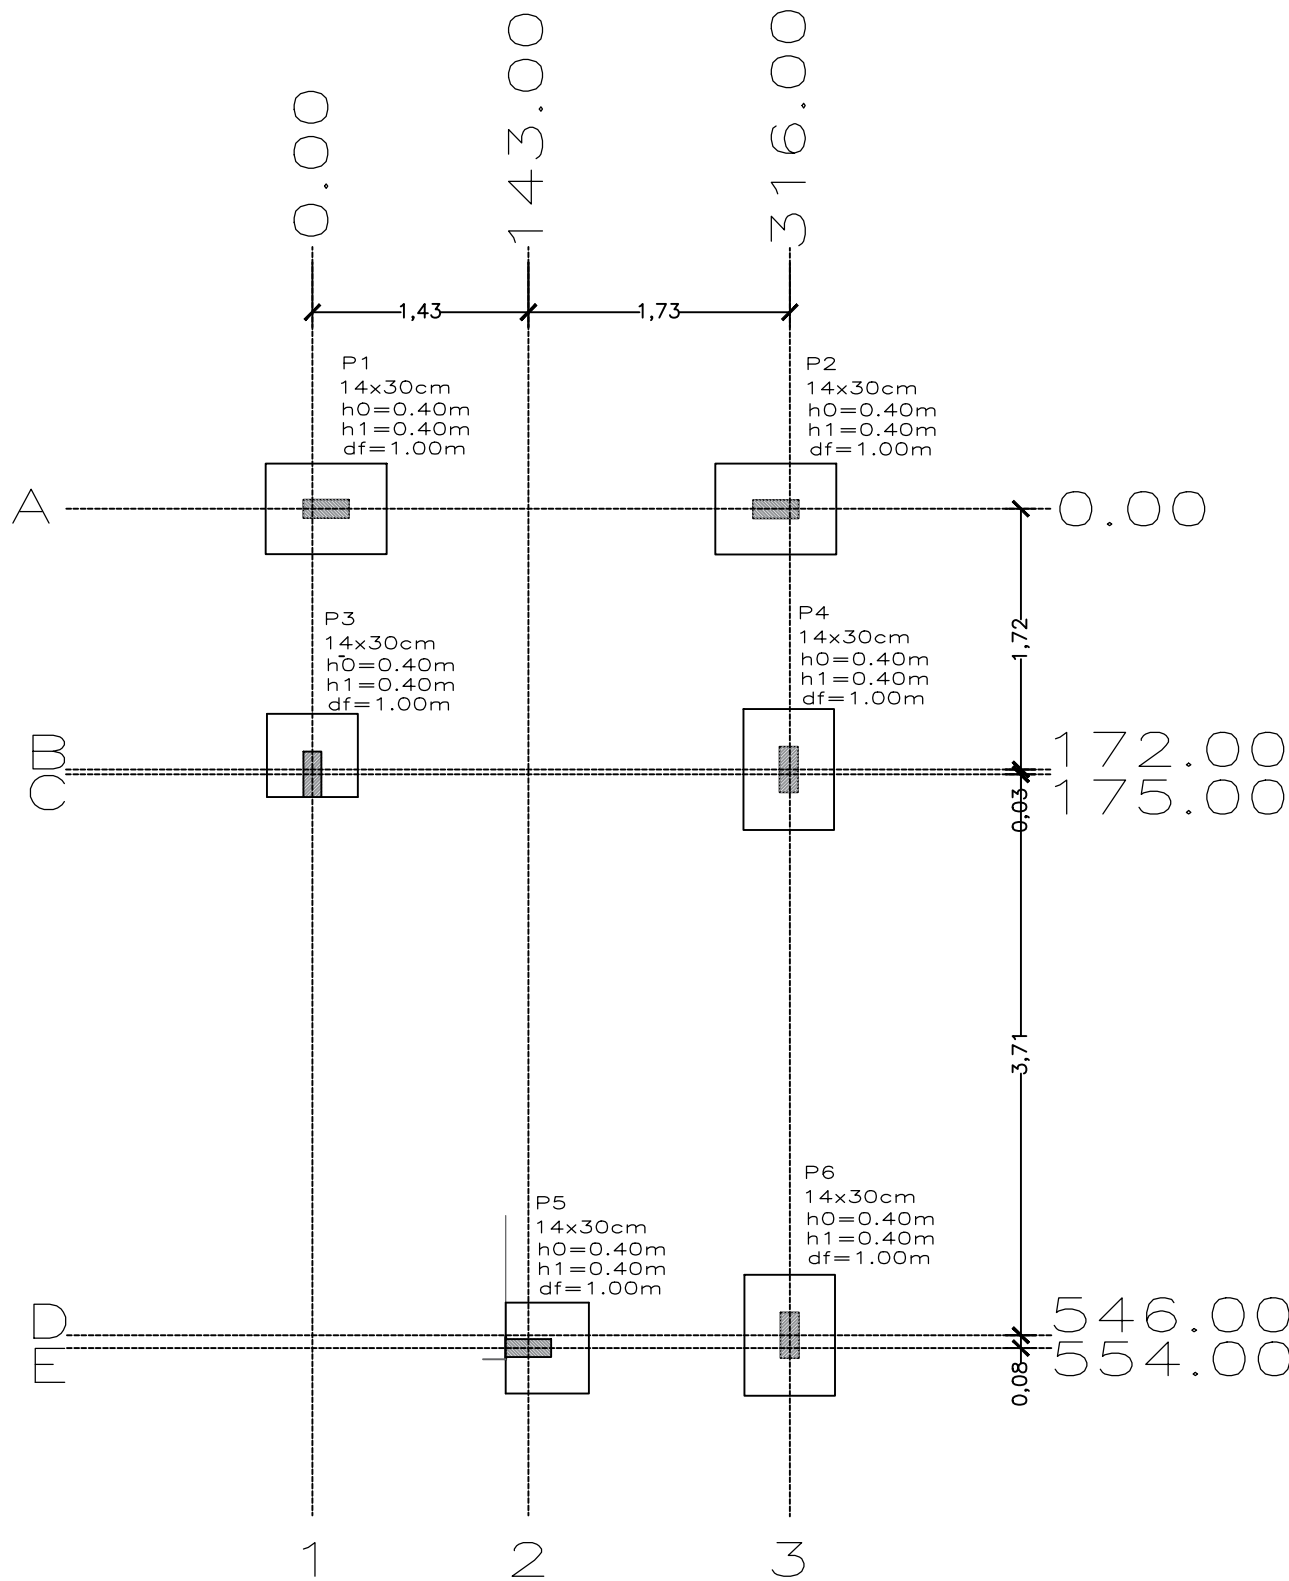 0.00
143.00
316.00
1,43
1,73
P1
14x30cm
h0=0.40m
h1=0.40m
df=1.00m
P2
14x30cm
h0=0.40m
h1=0.40m
df=1.00m
A
0.00
1,72
P3
14x30cm
h0=0.40m
h1=0.40m
df=1.00m
P4
14x30cm
h0=0.40m
h1=0.40m
df=1.00m
B
172.00
C
175.00
0,03
3,71
P5
14x30cm
h0=0.40m
h1=0.40m
df=1.00m
P6
14x30cm
h0=0.40m
h1=0.40m
df=1.00m
D
546.00
E
554.00
0,08
1
2
3